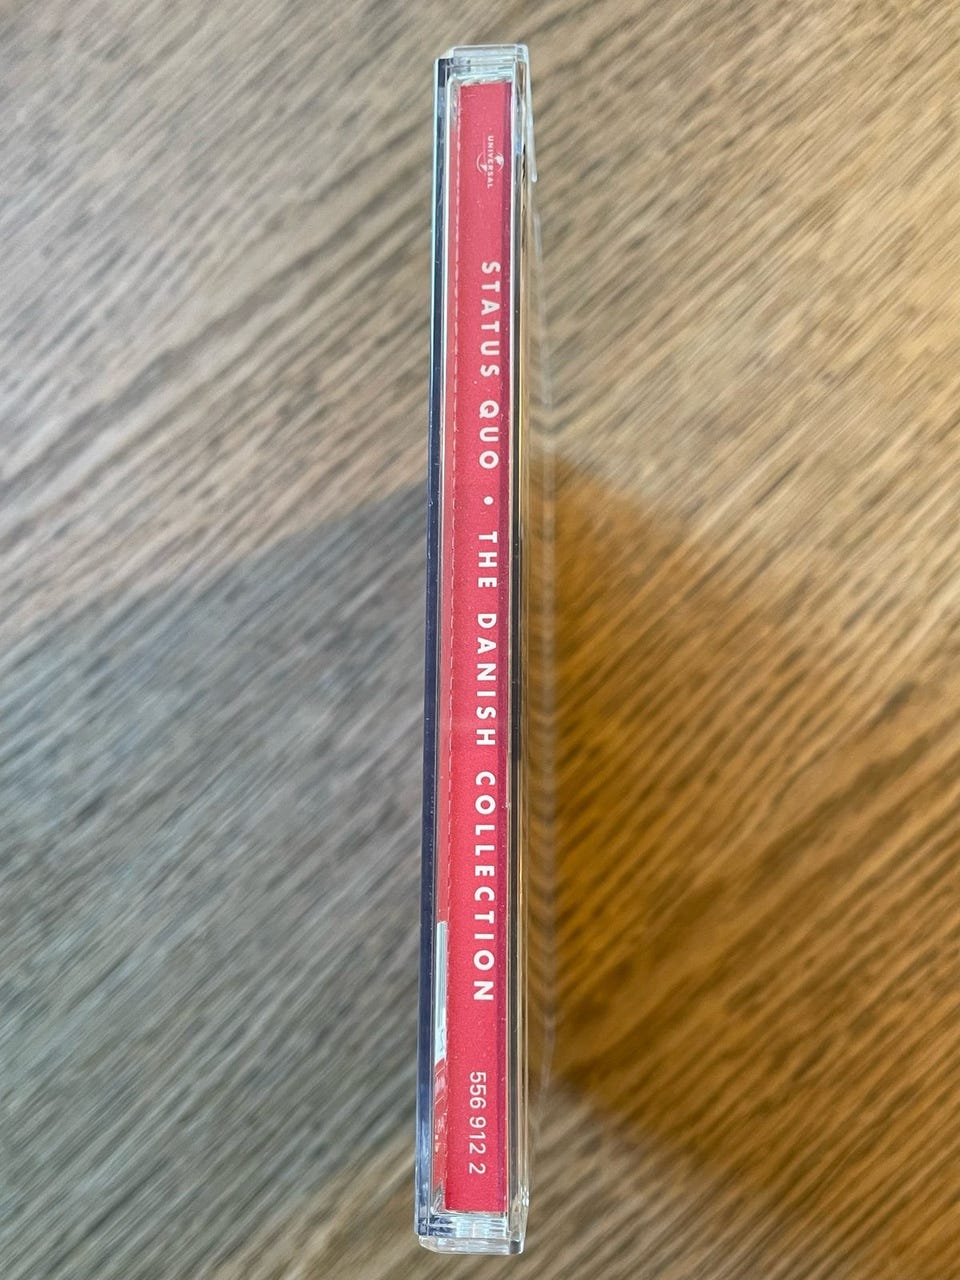 UNIVERSAL
STATUS QUO • THE DANISH COLLECTION
556 912 2